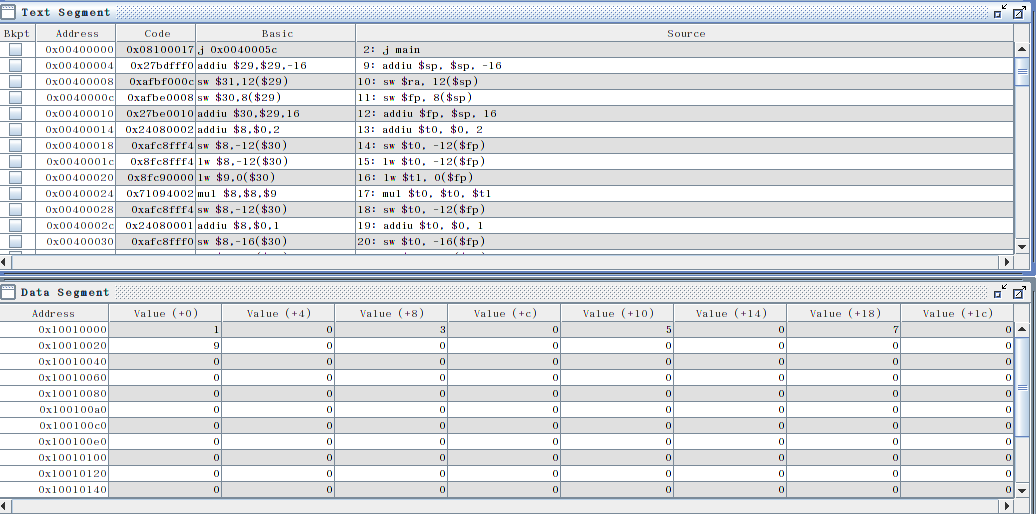 Text Segment
Bkpt Address Code Basic Source
0x00400000 0x08100017 j 0x0040005c 2: j main
0x00400004 0x27bdfff0 addiu $29,$29,-16 9: addiu $sp, $sp, -16
0x00400008 0xafbf000c sw $31,12($29) 10: sw $ra, 12($sp)
0x0040000c 0xafbe0008 sw $30,8($29) 11: sw $fp, 8($sp)
0x00400010 0x27be0010 addiu $30,$29,16 12: addiu $fp, $sp, 16
0x00400014 0x24080002 addiu $8,$0,2 13: addiu $t0, $0, 2
0x00400018 0xafc8fff4 sw $8,-12($30) 14: sw $t0, -12($fp)
0x0040001c 0x8fc8fff4 lw $8,-12($30) 15: lw $t0, -12($fp)
0x00400020 0x8fc90000 lw $9,0($30) 16: lw $t1, 0($fp)
0x00400024 0x71094002 mul $8,$8,$9 17: mul $t0, $t0, $t1
0x00400028 0xafc8fff4 sw $8,-12($30) 18: sw $t0, -12($fp)
0x0040002c 0x24080001 addiu $8,$0,1 19: addiu $t0, $0, 1
0x00400030 0xafc8fff0 sw $8,-16($30) 20: sw $t0, -16($fp)
Data Segment
Address Value (+0) Value (+4) Value (+8) Value (+c) Value (+10) Value (+14) Value (+18) Value (+1c)
0x10010000 1 0 3 0 5 0 7 0
0x10010020 9 0 0 0 0 0 0 0
0x10010040 0 0 0 0 0 0 0 0
0x10010060 0 0 0 0 0 0 0 0
0x10010080 0 0 0 0 0 0 0 0
0x100100a0 0 0 0 0 0 0 0 0
0x100100c0 0 0 0 0 0 0 0 0
0x100100e0 0 0 0 0 0 0 0 0
0x10010100 0 0 0 0 0 0 0 0
0x10010120 0 0 0 0 0 0 0 0
0x10010140 0 0 0 0 0 0 0 0